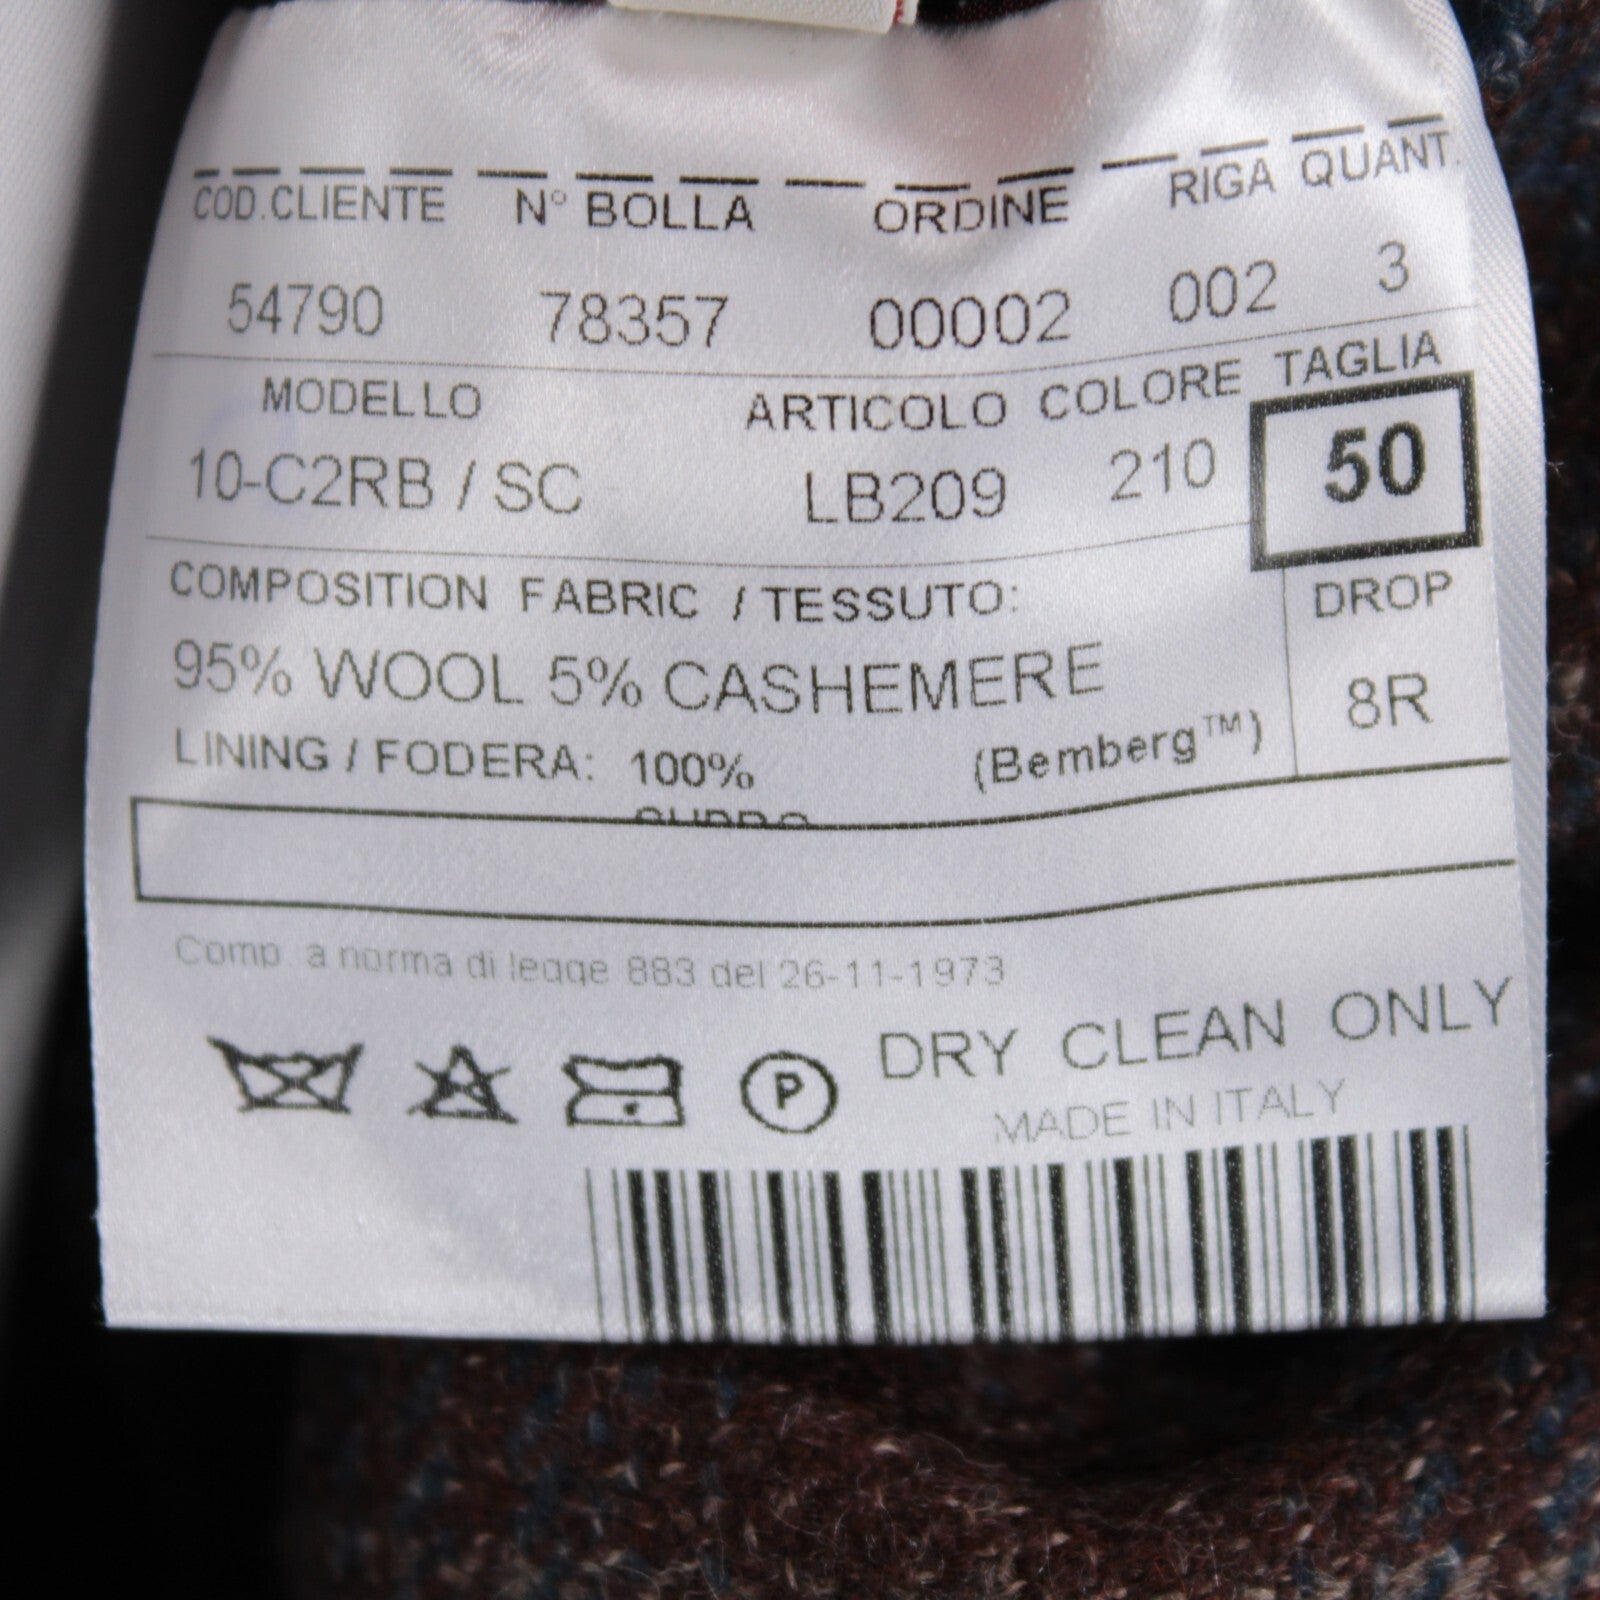 COD.CLIENTE N° BOLLA ORDINE RIGA QUANT.
54790 78357 00002 002 3
MODELLO ARTICOLO COLORE TAGLIA
10-C2RB / SC LB209 210 50
COMPOSITION FABRIC / TESSUTO: DROP
95% WOOL 5% CASHEMERE 8R
LINING / FODERA: 100% (Bemberg™)
Comp. a norma di legge 883 del 26-11-1973
P DRY CLEAN ONLY
MADE IN ITALY